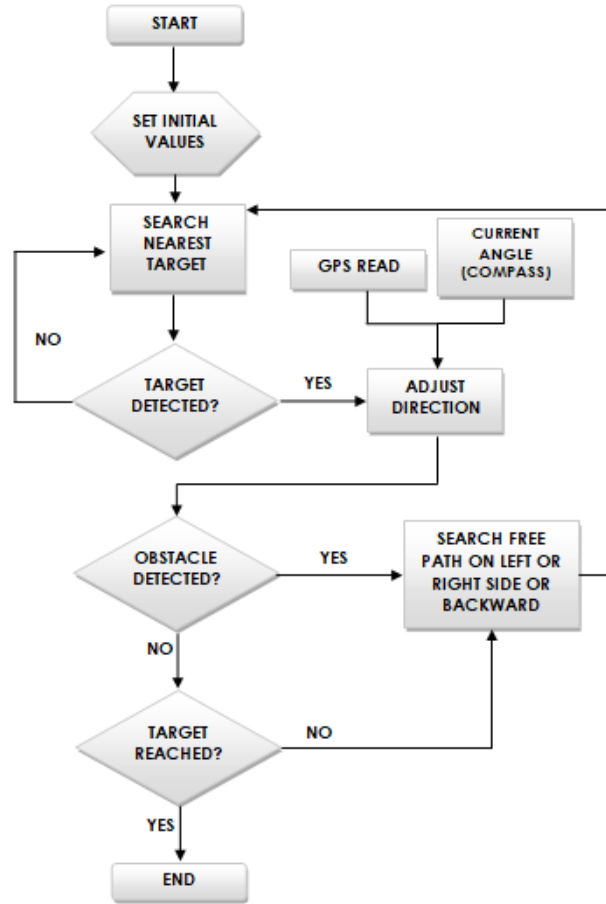 START
SET INITIAL
VALUES
SEARCH
NEAREST
TARGET
CURRENT
ANGLE
(COMPASS)
GPS READ
NO
TARGET
DETECTED?
YES
ADJUST
DIRECTION
OBSTACLE
DETECTED?
YES
SEARCH FREE
PATH ON LEFT OR
RIGHT SIDE OR
BACKWARD
NO
TARGET
REACHED?
NO
YES
END